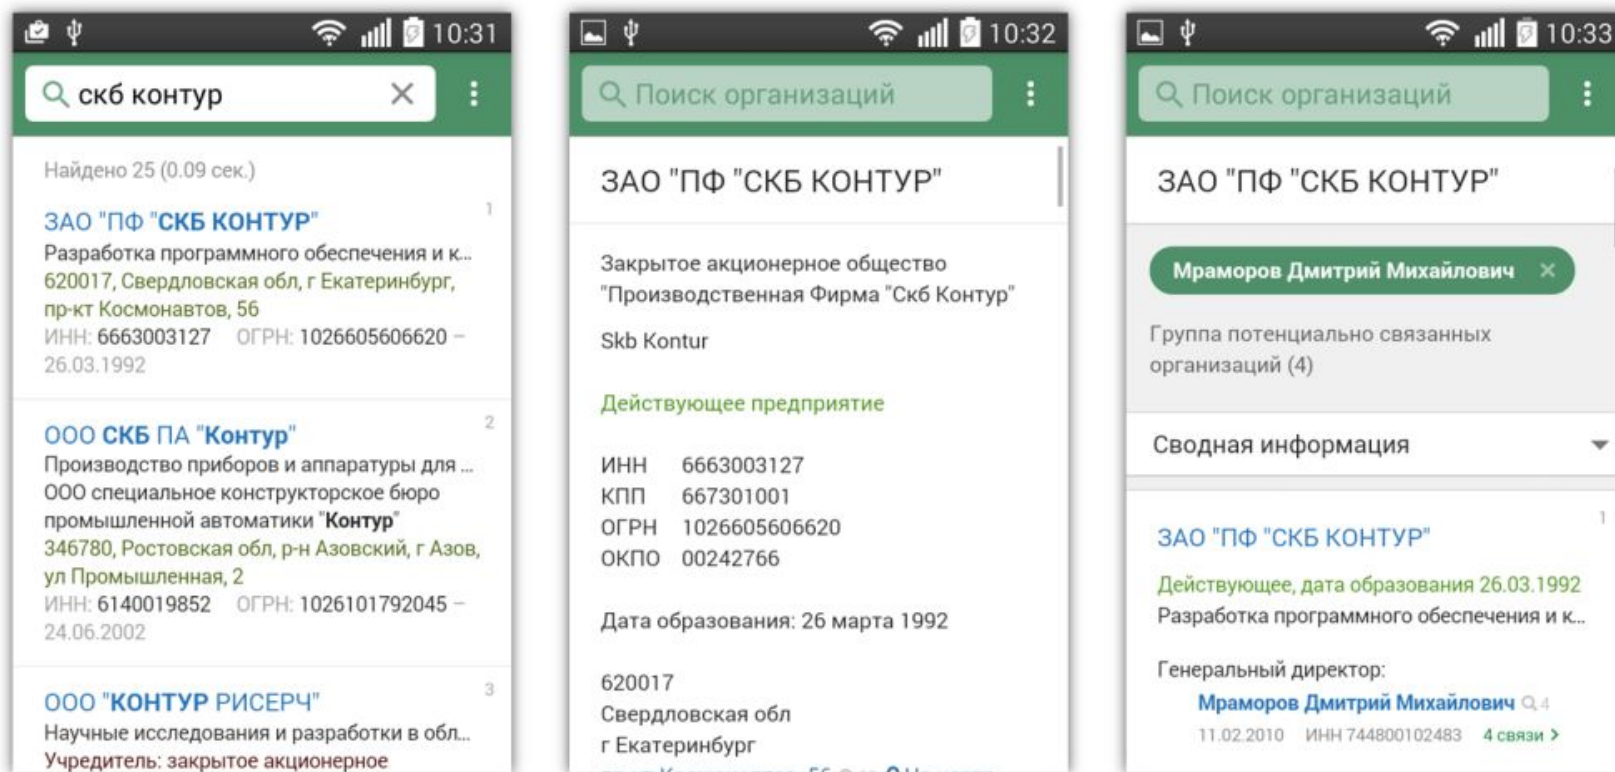 10:31
скб контур
Найдено 25 (0.09 сек.)
ЗАО "ПФ "СКБ КОНТУР"
1
Разработка программного обеспечения и к...
620017, Свердловская обл, г Екатеринбург,
пр-кт Космонавтов, 56
ИНН: 6663003127 ОГРН: 1026605606620 –
26.03.1992
ООО СКБ ПА "Контур"
2
Производство приборов и аппаратуры для ...
ООО специальное конструкторское бюро
промышленной автоматики "Контур"
346780, Ростовская обл, р-н Азовский, г Азов,
ул Промышленная, 2
ИНН: 6140019852 ОГРН: 1026101792045 –
24.06.2002
ООО "КОНТУР РИСЕРЧ"
3
Научные исследования и разработки в обл...
Учредитель: закрытое акционерное
10:32
Поиск организаций
ЗАО "ПФ "СКБ КОНТУР"
Закрытое акционерное общество
"Производственная Фирма "Скб Контур"
Skb Kontur
Действующее предприятие
ИНН 6663003127
КПП 667301001
ОГРН 1026605606620
ОКПО 00242766
Дата образования: 26 марта 1992
620017
Свердловская обл
г Екатеринбург
10:33
Поиск организаций
ЗАО "ПФ "СКБ КОНТУР"
Мраморов Дмитрий Михайлович
Группа потенциально связанных
организаций (4)
Сводная информация
1
ЗАО "ПФ "СКБ КОНТУР"
Действующее, дата образования 26.03.1992
Разработка программного обеспечения и к...
Генеральный директор:
Мраморов Дмитрий Михайлович 4
11.02.2010 ИНН 744800102483 4 связи >